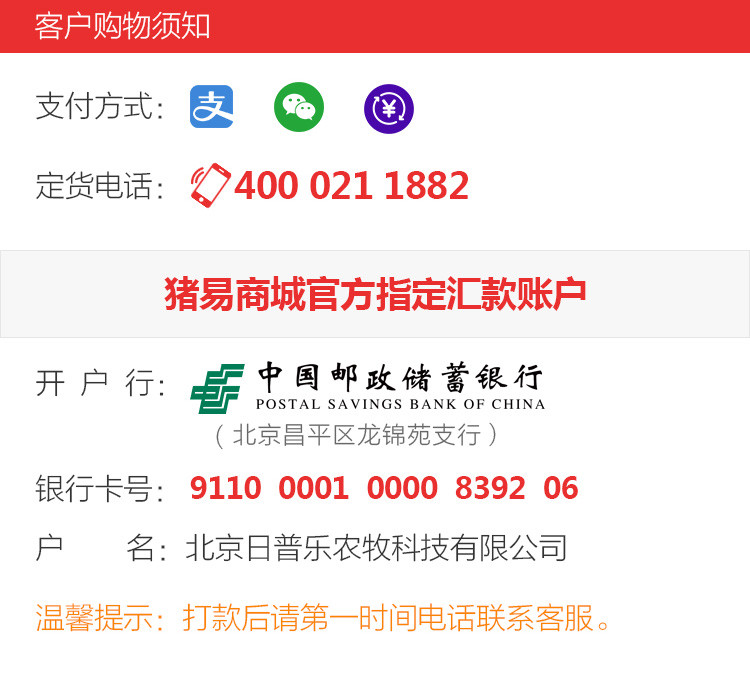 客户购物须知
支付方式： 支
定货电话： 400 021 1882
猪易商城官方指定汇款账户
开户行： 中国邮政储蓄银行
POSTAL SAVINGS BANK OF CHINA
（北京昌平区龙锦苑支行）
银行卡号： 9110 0001 0000 8392 06
户名：北京日普乐农牧科技有限公司
温馨提示：打款后请第一时间电话联系客服。